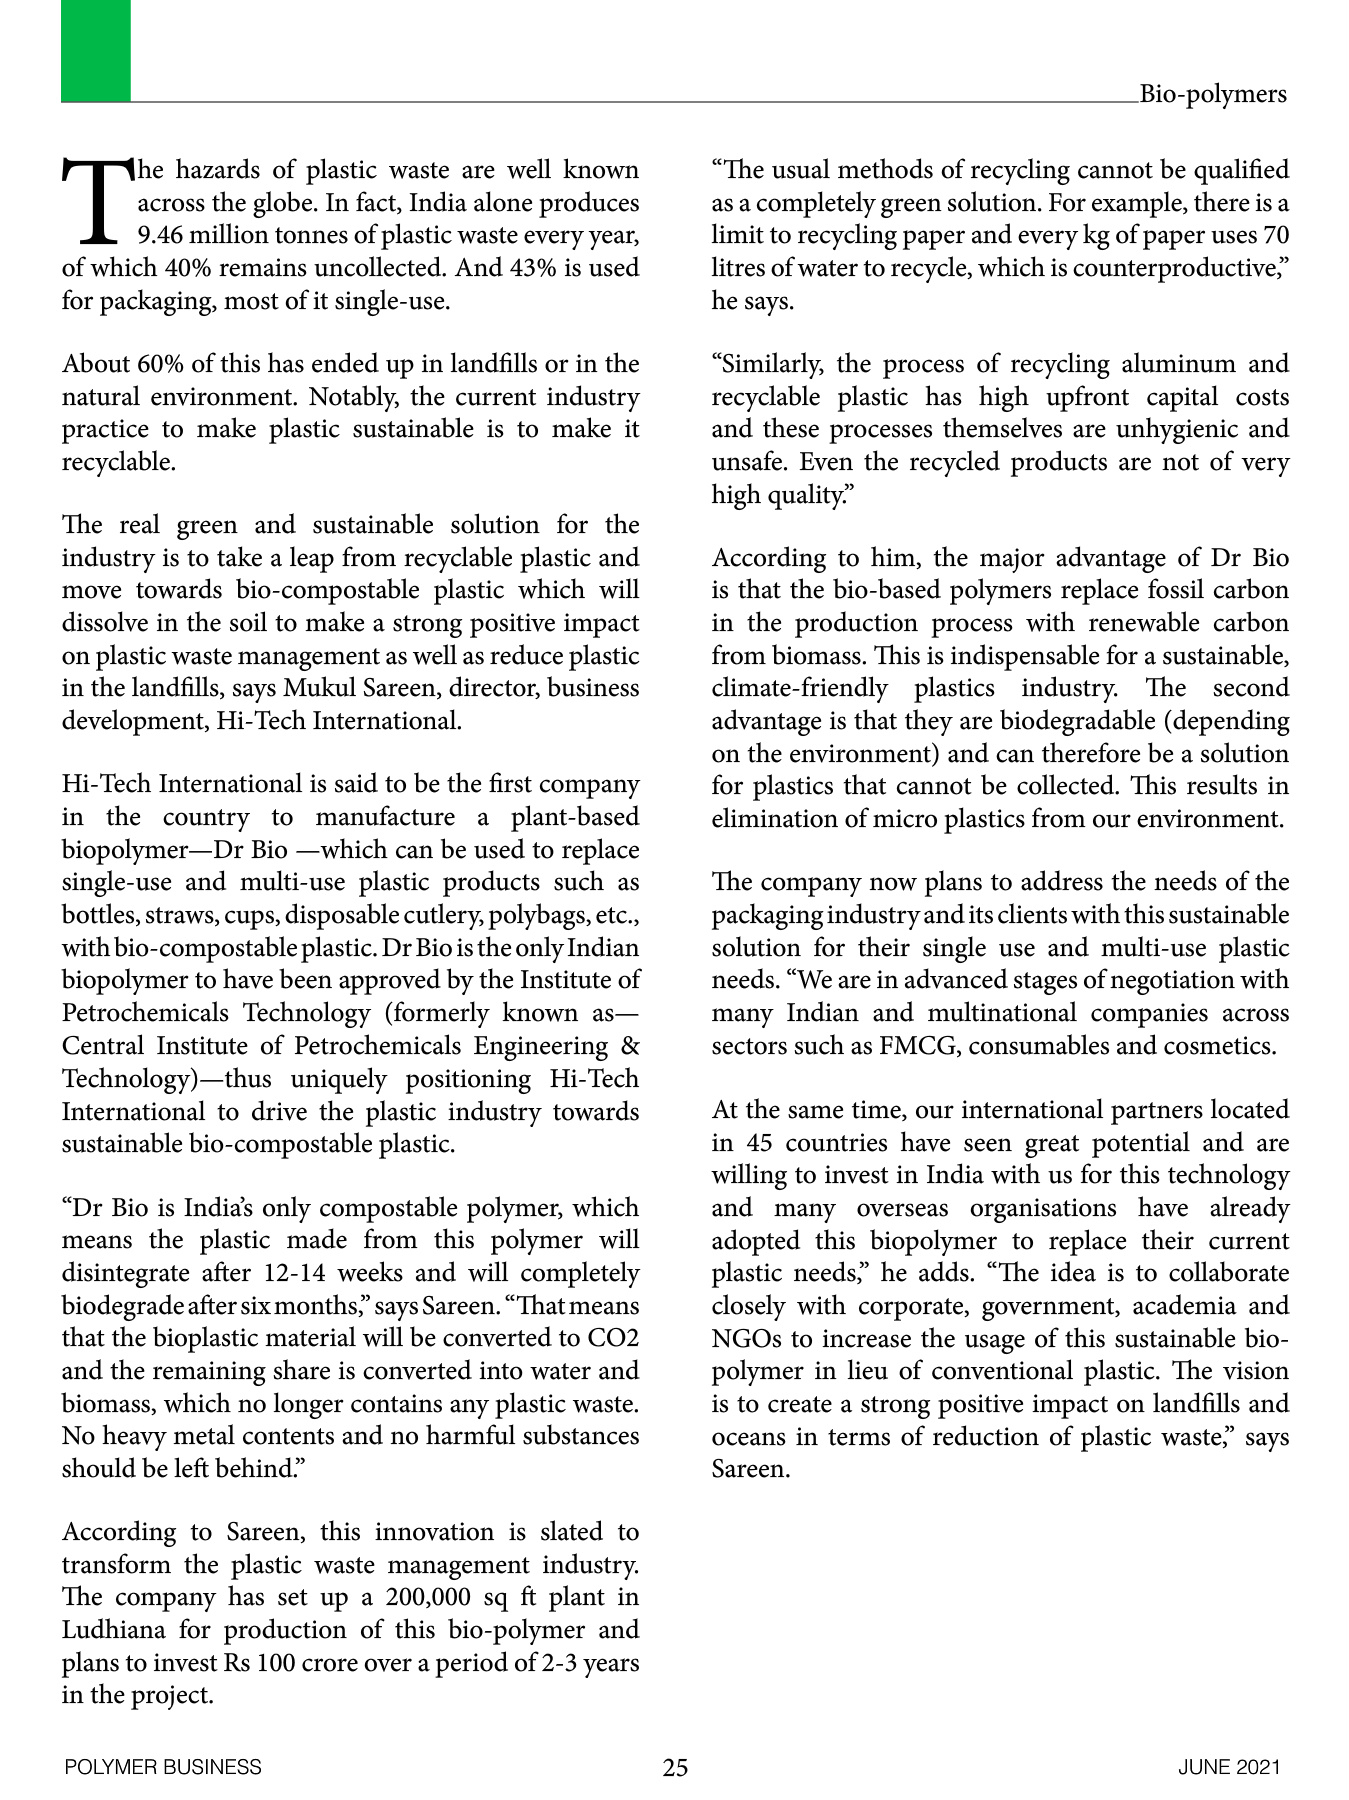 Bio-polymers
The hazards of plastic waste are well known
across the globe. In fact, India alone produces
9.46 million tonnes of plastic waste every year,
of which 40% remains uncollected. And 43% is used
for packaging, most of it single-use.
About 60% of this has ended up in landfills or in the
natural environment. Notably, the current industry
practice to make plastic sustainable is to make it
recyclable.
The real green and sustainable solution for the
industry is to take a leap from recyclable plastic and
move towards bio-compostable plastic which will
dissolve in the soil to make a strong positive impact
on plastic waste management as well as reduce plastic
in the landfills, says Mukul Sareen, director, business
development, Hi-Tech International.
Hi-Tech International is said to be the first company
in the country to manufacture a plant-based
biopolymer—Dr Bio —which can be used to replace
single-use and multi-use plastic products such as
bottles, straws, cups, disposable cutlery, polybags, etc.,
with bio-compostable plastic. Dr Bio is the only Indian
biopolymer to have been approved by the Institute of
Petrochemicals Technology (formerly known as—
Central Institute of Petrochemicals Engineering &
Technology)—thus uniquely positioning Hi-Tech
International to drive the plastic industry towards
sustainable bio-compostable plastic.
“Dr Bio is India’s only compostable polymer, which
means the plastic made from this polymer will
disintegrate after 12-14 weeks and will completely
biodegrade after six months,” says Sareen. “That means
that the bioplastic material will be converted to CO2
and the remaining share is converted into water and
biomass, which no longer contains any plastic waste.
No heavy metal contents and no harmful substances
should be left behind.”
According to Sareen, this innovation is slated to
transform the plastic waste management industry.
The company has set up a 200,000 sq ft plant in
Ludhiana for production of this bio-polymer and
plans to invest Rs 100 crore over a period of 2-3 years
in the project.
“The usual methods of recycling cannot be qualified
as a completely green solution. For example, there is a
limit to recycling paper and every kg of paper uses 70
litres of water to recycle, which is counterproductive,”
he says.
“Similarly, the process of recycling aluminum and
recyclable plastic has high upfront capital costs
and these processes themselves are unhygienic and
unsafe. Even the recycled products are not of very
high quality.”
According to him, the major advantage of Dr Bio
is that the bio-based polymers replace fossil carbon
in the production process with renewable carbon
from biomass. This is indispensable for a sustainable,
climate-friendly plastics industry. The second
advantage is that they are biodegradable (depending
on the environment) and can therefore be a solution
for plastics that cannot be collected. This results in
elimination of micro plastics from our environment.
The company now plans to address the needs of the
packaging industry and its clients with this sustainable
solution for their single use and multi-use plastic
needs. “We are in advanced stages of negotiation with
many Indian and multinational companies across
sectors such as FMCG, consumables and cosmetics.
At the same time, our international partners located
in 45 countries have seen great potential and are
willing to invest in India with us for this technology
and many overseas organisations have already
adopted this biopolymer to replace their current
plastic needs,” he adds. “The idea is to collaborate
closely with corporate, government, academia and
NGOs to increase the usage of this sustainable bio-
polymer in lieu of conventional plastic. The vision
is to create a strong positive impact on landfills and
oceans in terms of reduction of plastic waste,” says
Sareen.
POLYMER BUSINESS
25
JUNE 2021